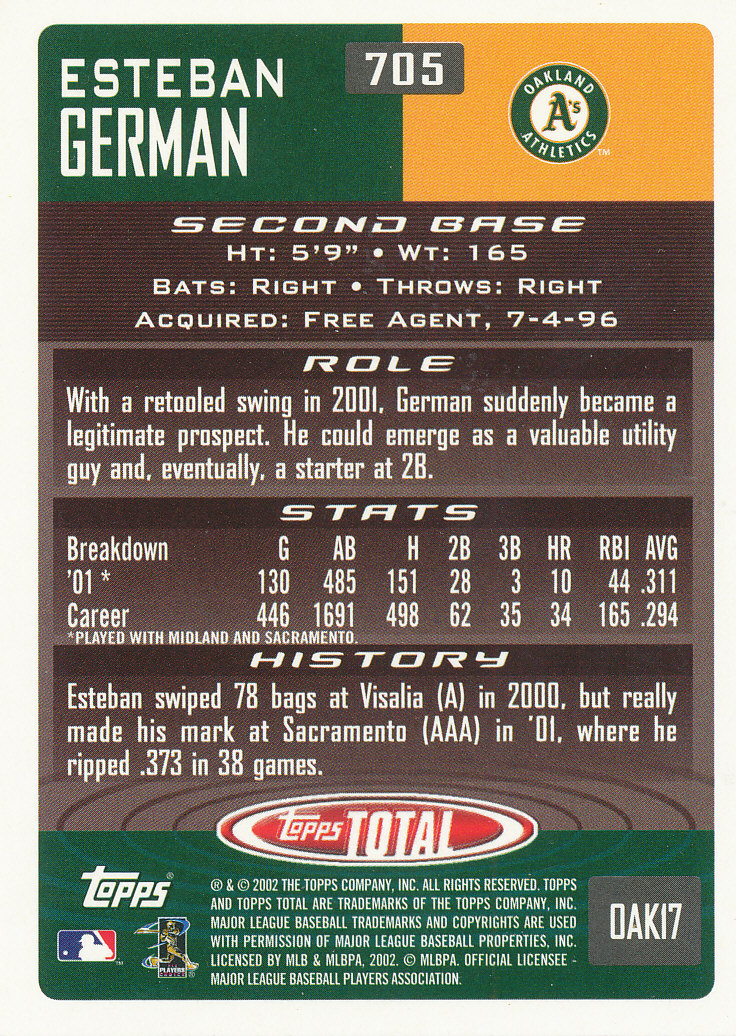 ESTEBAN
GERMAN
705
OAKLAND
A's
ATHLETICS
TM
SECOND BASE
HT: 5'9" • WT: 165
BATS: RIGHT • THROWS: RIGHT
ACQUIRED: FREE AGENT, 7-4-96
ROLE
With a retooled swing in 2001, German suddenly became a
legitimate prospect. He could emerge as a valuable utility
guy and, eventually, a starter at 2B.
STATS
Breakdown G AB H 2B 3B HR RBI AVG
'01 * 130 485 151 28 3 10 44 .311
Career 446 1691 498 62 35 34 165 .294
*PLAYED WITH MIDLAND AND SACRAMENTO.
HISTORY
Esteban swiped 78 bags at Visalia (A) in 2000, but really
made his mark at Sacramento (AAA) in '01, where he
ripped .373 in 38 games.
Topps TOTAL
Topps®
® & © 2002 THE TOPPS COMPANY, INC. ALL RIGHTS RESERVED. TOPPS
AND TOPPS TOTAL ARE TRADEMARKS OF THE TOPPS COMPANY, INC.
MAJOR LEAGUE BASEBALL TRADEMARKS AND COPYRIGHTS ARE USED
WITH PERMISSION OF MAJOR LEAGUE BASEBALL PROPERTIES, INC.
LICENSED BY MLB & MLBPA, 2002. © MLBPA. OFFICIAL LICENSEE -
MAJOR LEAGUE BASEBALL PLAYERS ASSOCIATION.
PLAYERS
CHOICE
OAK17